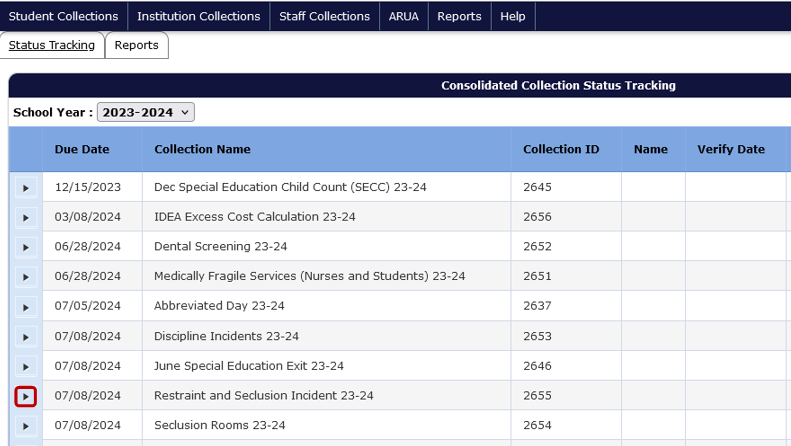 Student Collections Institution Collections Staff Collections ARUA Reports Help
Status Tracking Reports
Consolidated Collection Status Tracking
School Year : 2023-2024
Due Date Collection Name Collection ID Name Verify Date
12/15/2023 Dec Special Education Child Count (SECC) 23-24 2645
03/08/2024 IDEA Excess Cost Calculation 23-24 2656
06/28/2024 Dental Screening 23-24 2652
06/28/2024 Medically Fragile Services (Nurses and Students) 23-24 2651
07/05/2024 Abbreviated Day 23-24 2637
07/08/2024 Discipline Incidents 23-24 2653
07/08/2024 June Special Education Exit 23-24 2646
07/08/2024 Restraint and Seclusion Incident 23-24 2655
07/08/2024 Seclusion Rooms 23-24 2654